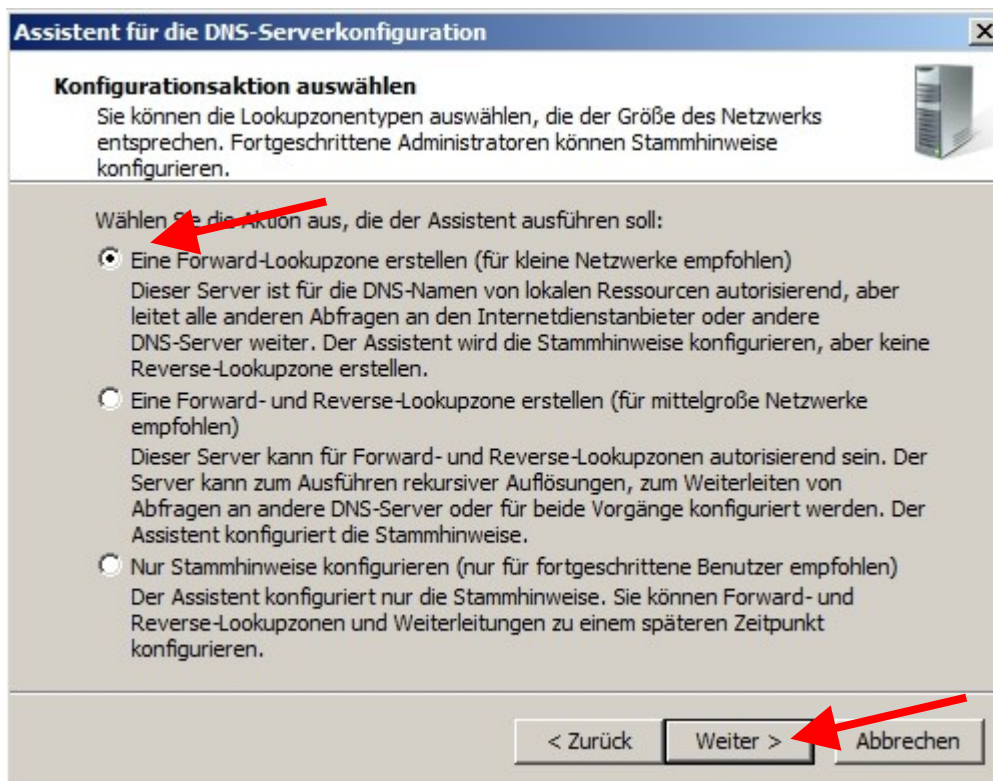 Assistent für die DNS-Serverkonfiguration
Konfigurationsaktion auswählen
Sie können die Lookupzonentypen auswählen, die der Größe des Netzwerks
entsprechen. Fortgeschrittene Administratoren können Stammhinweise
konfigurieren.
Wählen Sie die Aktion aus, die der Assistent ausführen soll:
Eine Forward-Lookupzone erstellen (für kleine Netzwerke empfohlen)
Dieser Server ist für die DNS-Namen von lokalen Ressourcen autorisierend, aber
leitet alle anderen Abfragen an den Internetdienstanbieter oder andere
DNS-Server weiter. Der Assistent wird die Stammhinweise konfigurieren, aber keine
Reverse-Lookupzone erstellen.
Eine Forward- und Reverse-Lookupzone erstellen (für mittelgroße Netzwerke
empfohlen)
Dieser Server kann für Forward- und Reverse-Lookupzonen autorisierend sein. Der
Server kann zum Ausführen rekursiver Auflösungen, zum Weiterleiten von
Abfragen an andere DNS-Server oder für beide Vorgänge konfiguriert werden. Der
Assistent konfiguriert die Stammhinweise.
Nur Stammhinweise konfigurieren (nur für fortgeschrittene Benutzer empfohlen)
Der Assistent konfiguriert nur die Stammhinweise. Sie können Forward- und
Reverse-Lookupzonen und Weiterleitungen zu einem späteren Zeitpunkt
konfigurieren.
< Zurück Weiter > Abbrechen